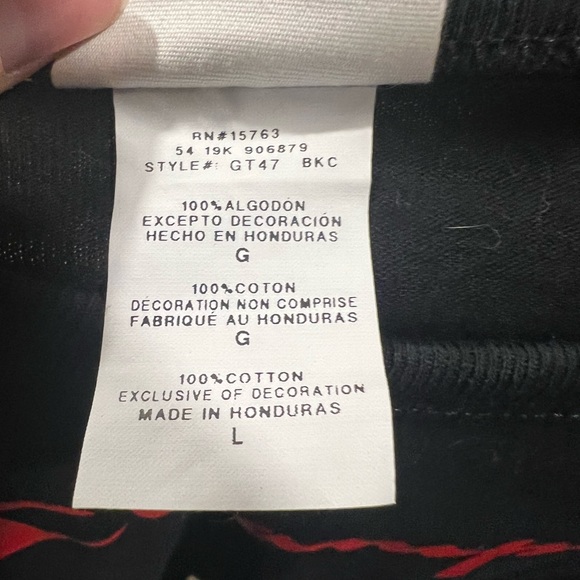 RN#15763
54 19K 906879
STYLE#: GT47 BKC
100%ALGODÓN
EXCEPTO DECORACIÓN
HECHO EN HONDURAS
G
100%COTON
DÉCORATION NON COMPRISE
FABRIQUÉ AU HONDURAS
G
100%COTTON
EXCLUSIVE OF DECORATION
MADE IN HONDURAS
L